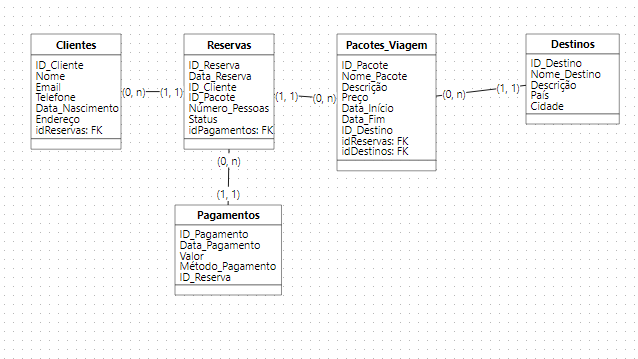 Clientes
ID_Cliente
Nome
Email
Telefone
Data_Nascimento
Endereço
idReservas: FK
(0, n)
(1, 1)
Reservas
ID_Reserva
Data_Reserva
ID_Cliente
ID_Pacote
Número_Pessoas
Status
idPagamentos: FK
(1, 1)
(0, n)
Pacotes_Viagem
ID_Pacote
Nome_Pacote
Descrição
Preço
Data_Início
Data_Fim
ID_Destino
idReservas: FK
idDestinos: FK
(0, n)
(1, 1)
Destinos
ID_Destino
Nome_Destino
Descrição
País
Cidade
(0, n)
(1, 1)
Pagamentos
ID_Pagamento
Data_Pagamento
Valor
Método_Pagamento
ID_Reserva